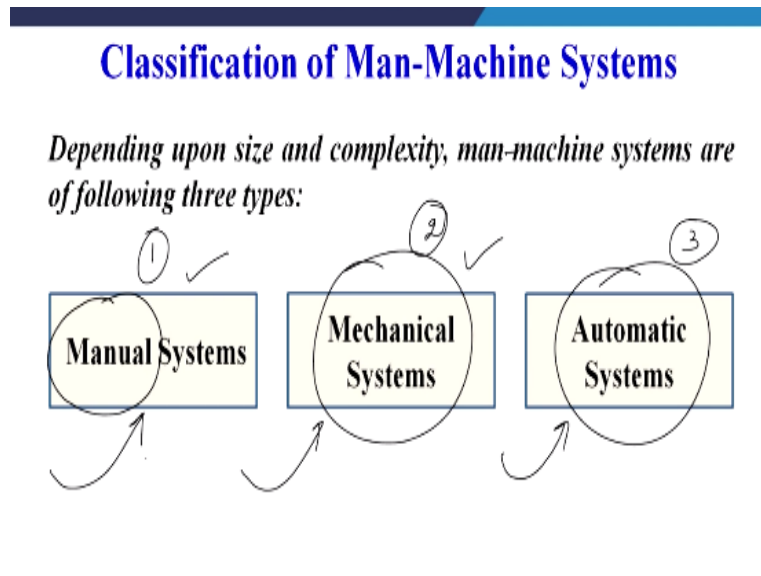 Classification of Man-Machine Systems
Depending upon size and complexity, man-machine systems are
of following three types:
1
2
3
Manual Systems
Mechanical
Systems
Automatic
Systems